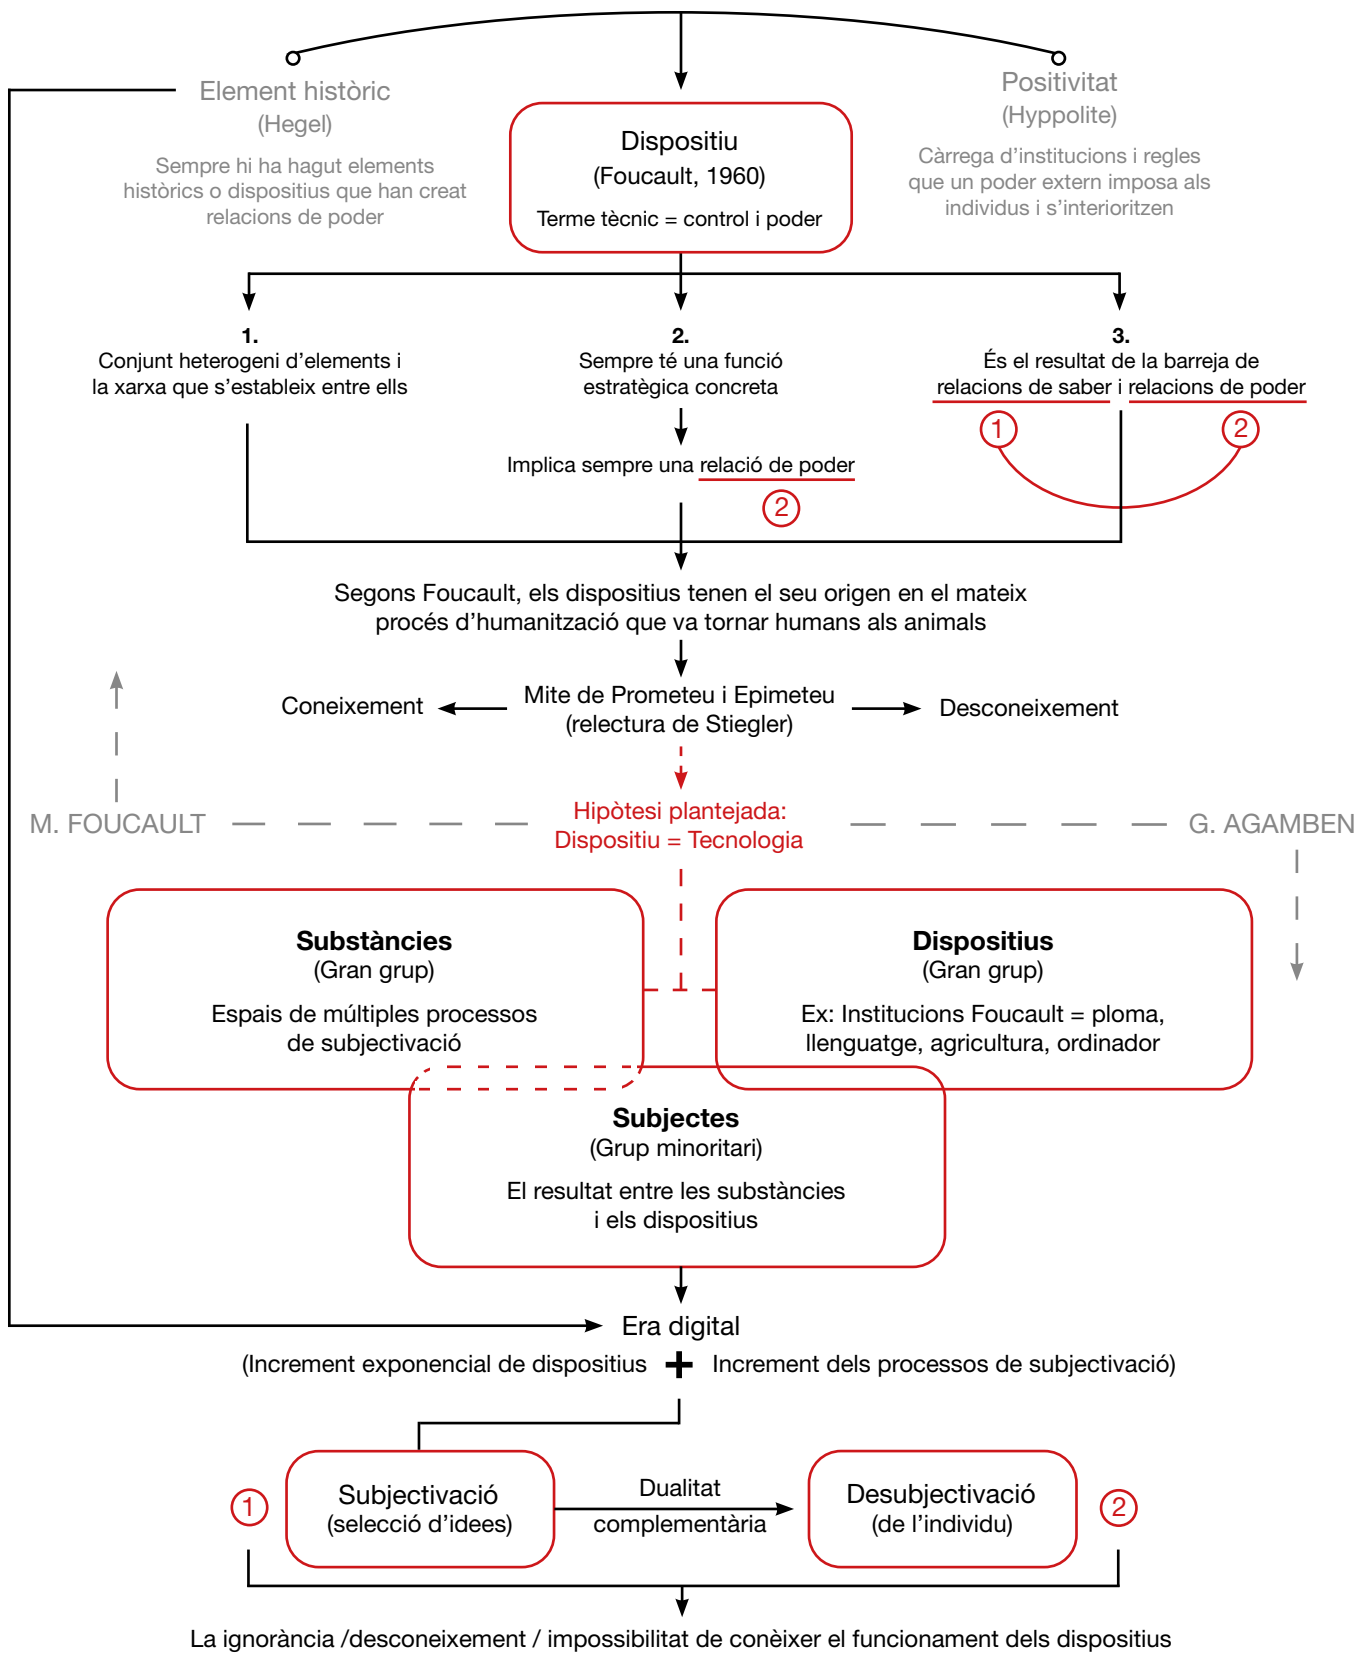 Element històric
(Hegel)
Sempre hi ha hagut elements
històrics o dispositius que han creat
relacions de poder
Dispositiu
(Foucault, 1960)
Terme tècnic = control i poder
Positivitat
(Hyppolite)
Càrrega d’institucions i regles
que un poder extern imposa als
individus i s’interioritzen
1.
Conjunt heterogeni d’elements i
la xarxa que s’estableix entre ells
2.
Sempre té una funció
estratègica concreta
Implica sempre una relació de poder
2
3.
És el resultat de la barreja de
relacions de saber i relacions de poder
1
2
Segons Foucault, els dispositius tenen el seu origen en el mateix
procés d’humanització que va tornar humans als animals
Coneixement
Mite de Prometeu i Epimeteu
(relectura de Stiegler)
Desconeixement
M. FOUCAULT
Hipòtesi plantejada:
Dispositiu = Tecnologia
G. AGAMBEN
Substàncies
(Gran grup)
Espais de múltiples processos
de subjectivació
Dispositius
(Gran grup)
Ex: Institucions Foucault = ploma,
llenguatge, agricultura, ordinador
Subjectes
(Grup minoritari)
El resultat entre les substàncies
i els dispositius
Era digital
(Increment exponencial de dispositius + Increment dels processos de subjectivació)
1
Subjectivació
(selecció d’idees)
Dualitat
complementària
Desubjectivació
(de l’individu)
2
La ignorància /desconeixement / impossibilitat de conèixer el funcionament dels dispositius